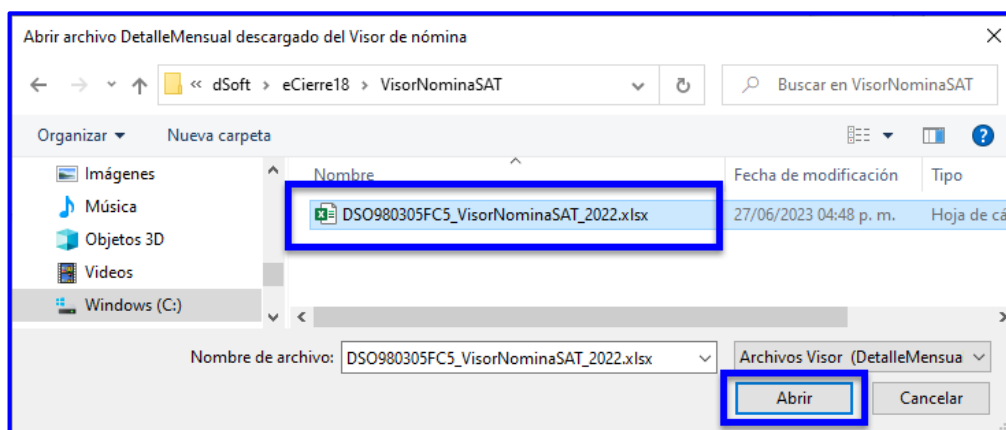 Abrir archivo DetalleMensual descargado del Visor de nómina
« dSoft > eCierre18 > VisorNominaSAT
Buscar en VisorNominaSAT
Organizar Nueva carpeta
Nombre Fecha de modificación Tipo
Imágenes
DSO980305FC5_VisorNominaSAT_2022.xlsx 27/06/2023 04:48 p. m. Hoja de cá
Música
Objetos 3D
Videos
Windows (C:)
Nombre de archivo: DSO980305FC5_VisorNominaSAT_2022.xlsx Archivos Visor (DetalleMensua
Abrir Cancelar